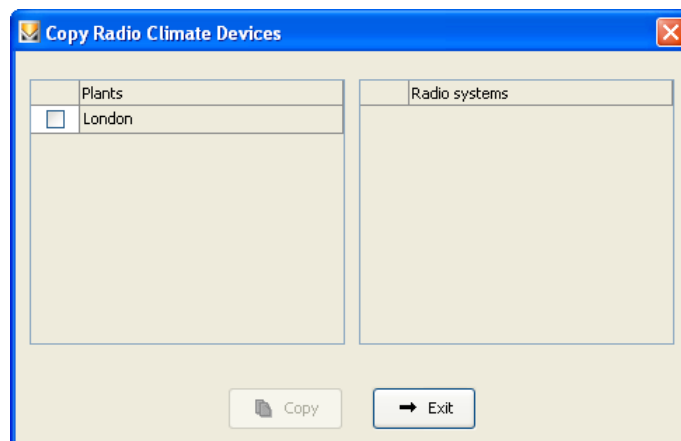 Copy Radio Climate Devices
Plants
London
Radio systems
Copy
Exit